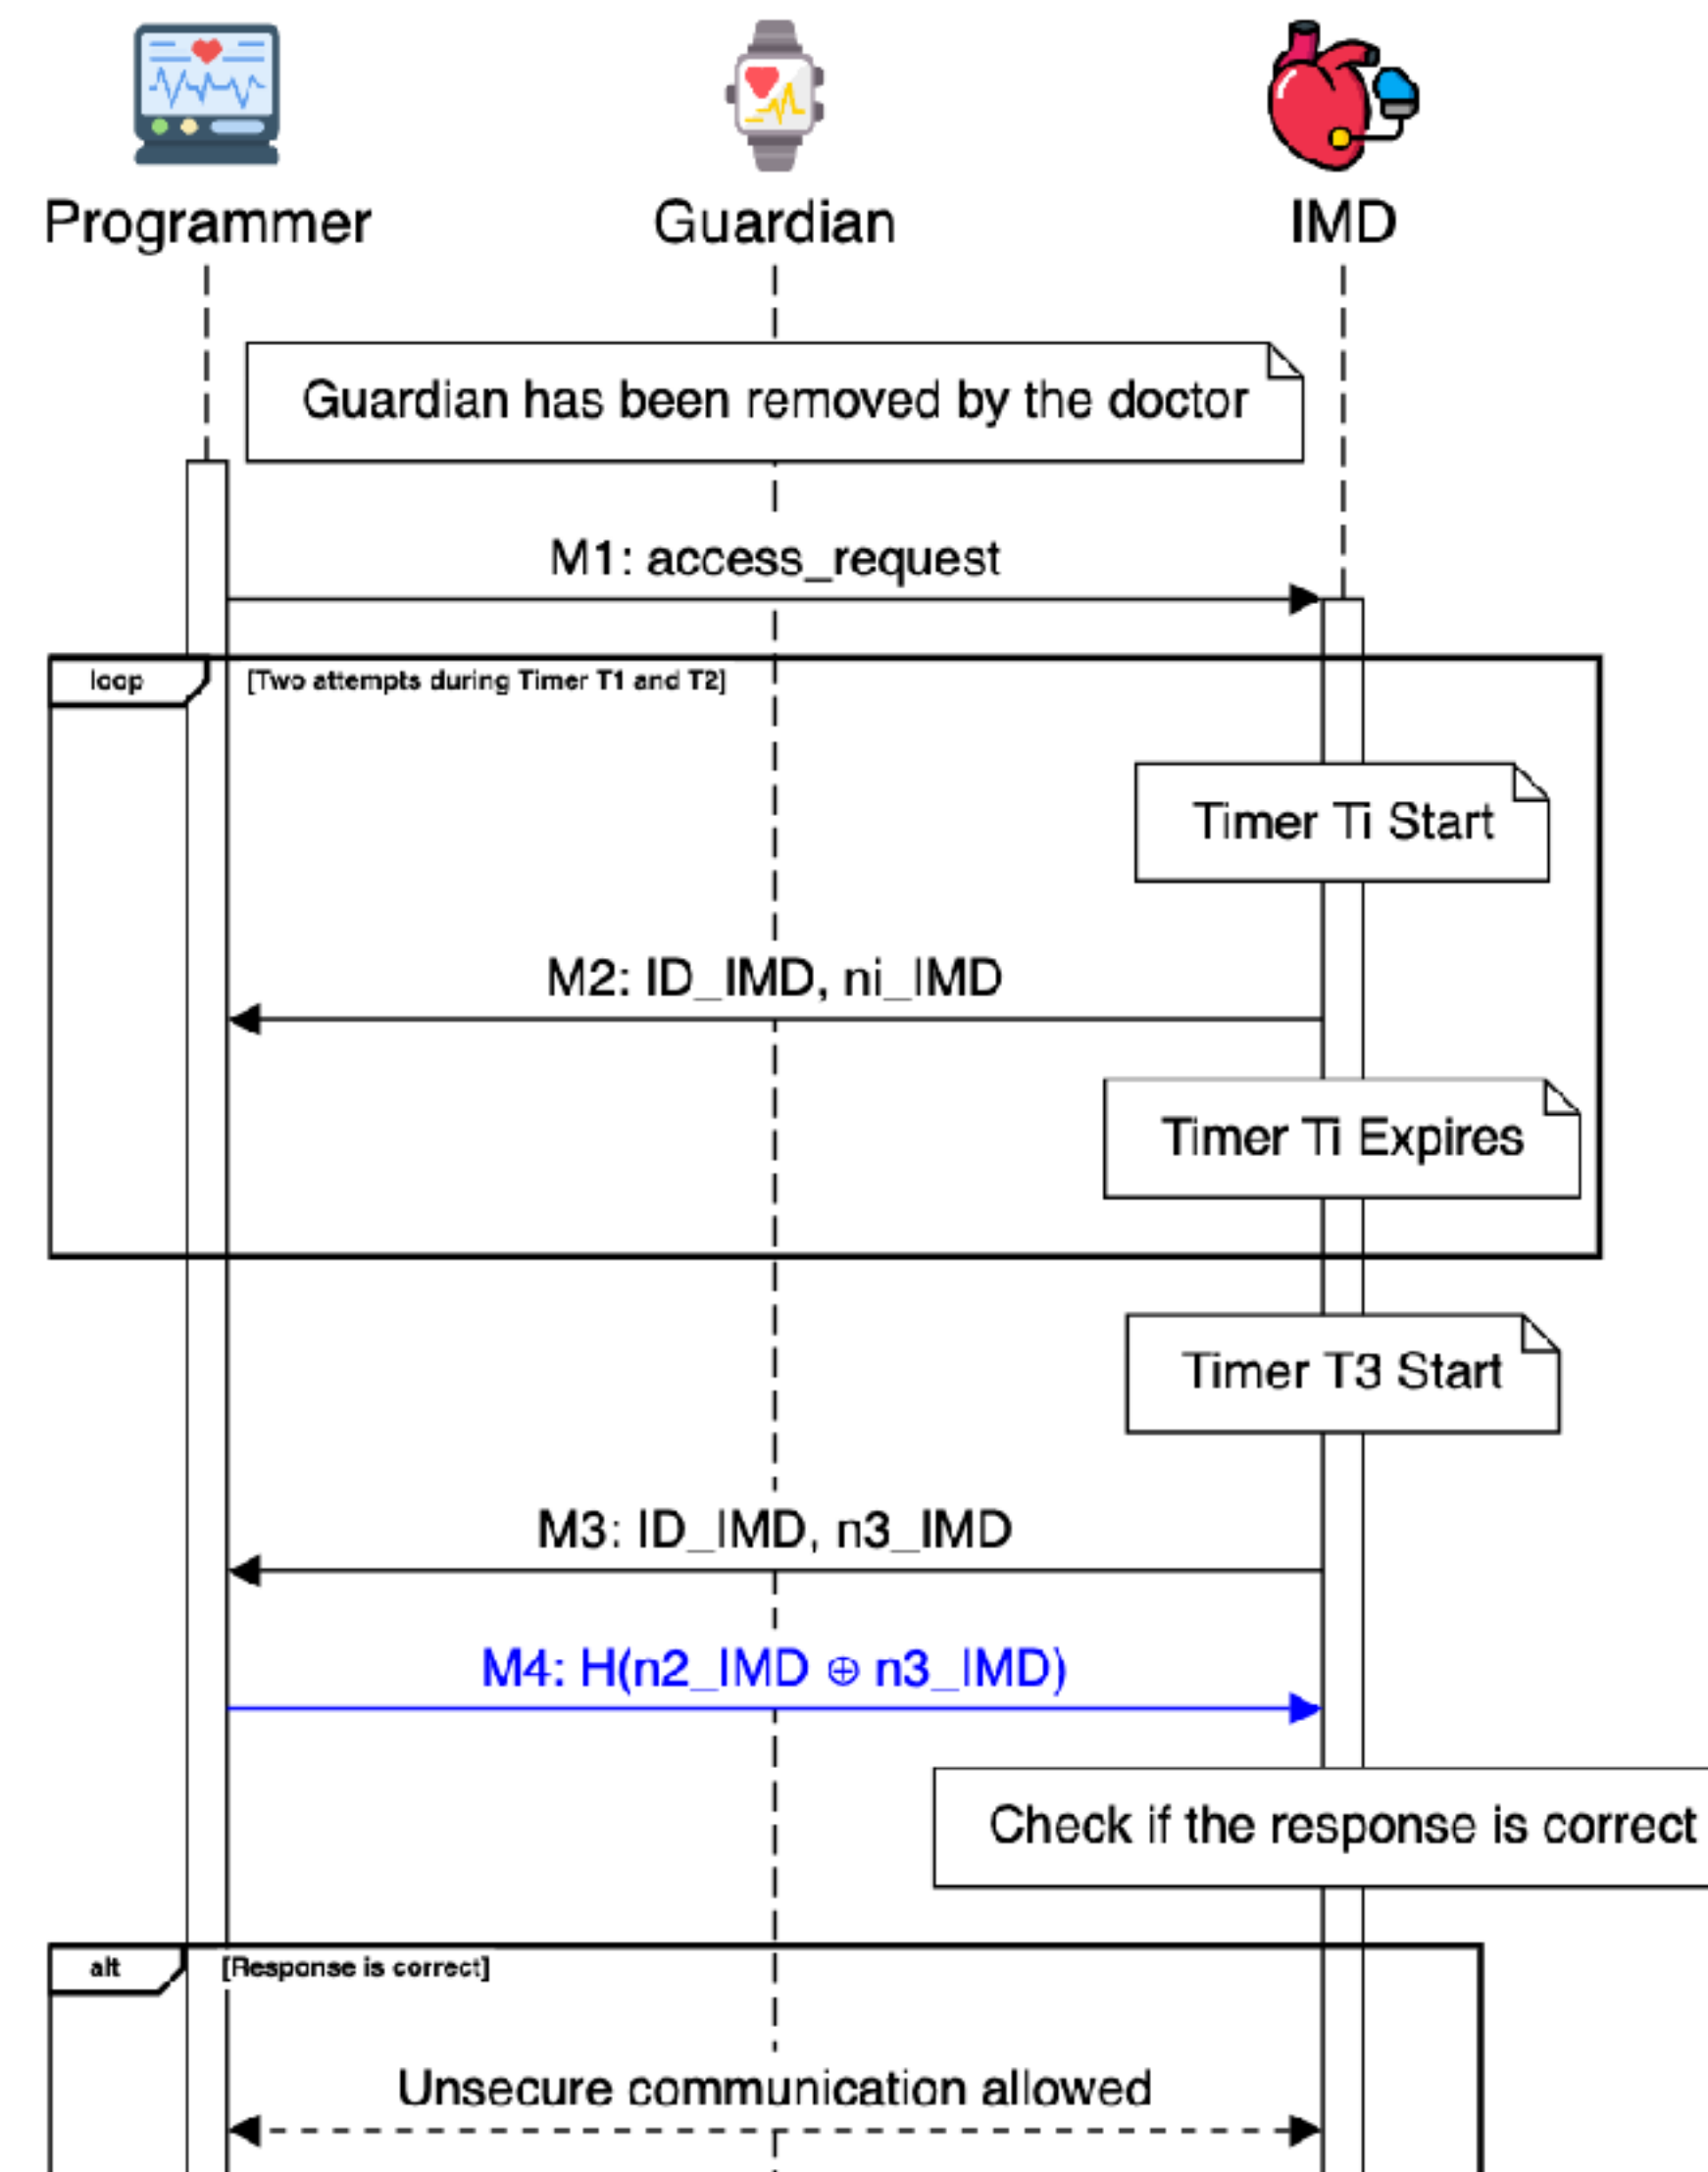 Programmer
Guardian
IMD
Guardian has been removed by the doctor
M1: access_request
loop
[Two attempts during Timer T1 and T2]
Timer Ti Start
M2: ID_IMD, ni_IMD
Timer Ti Expires
Timer T3 Start
M3: ID_IMD, n3_IMD
M4: H(n2_IMD ⊕ n3_IMD)
Check if the response is correct
alt
[Response is correct]
Unsecure communication allowed